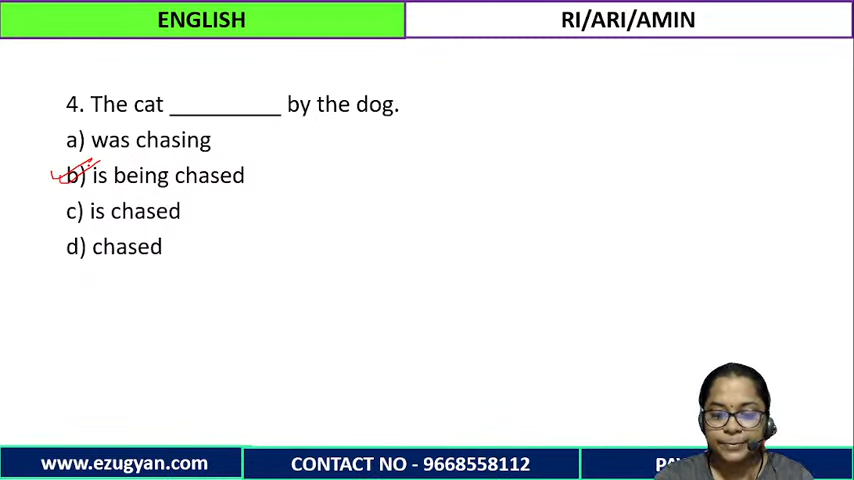 ENGLISH
RI/ARI/AMIN
4. The cat _________ by the dog.
a) was chasing
b) is being chased
c) is chased
d) chased
www.ezugyan.com
CONTACT NO - 9668558112